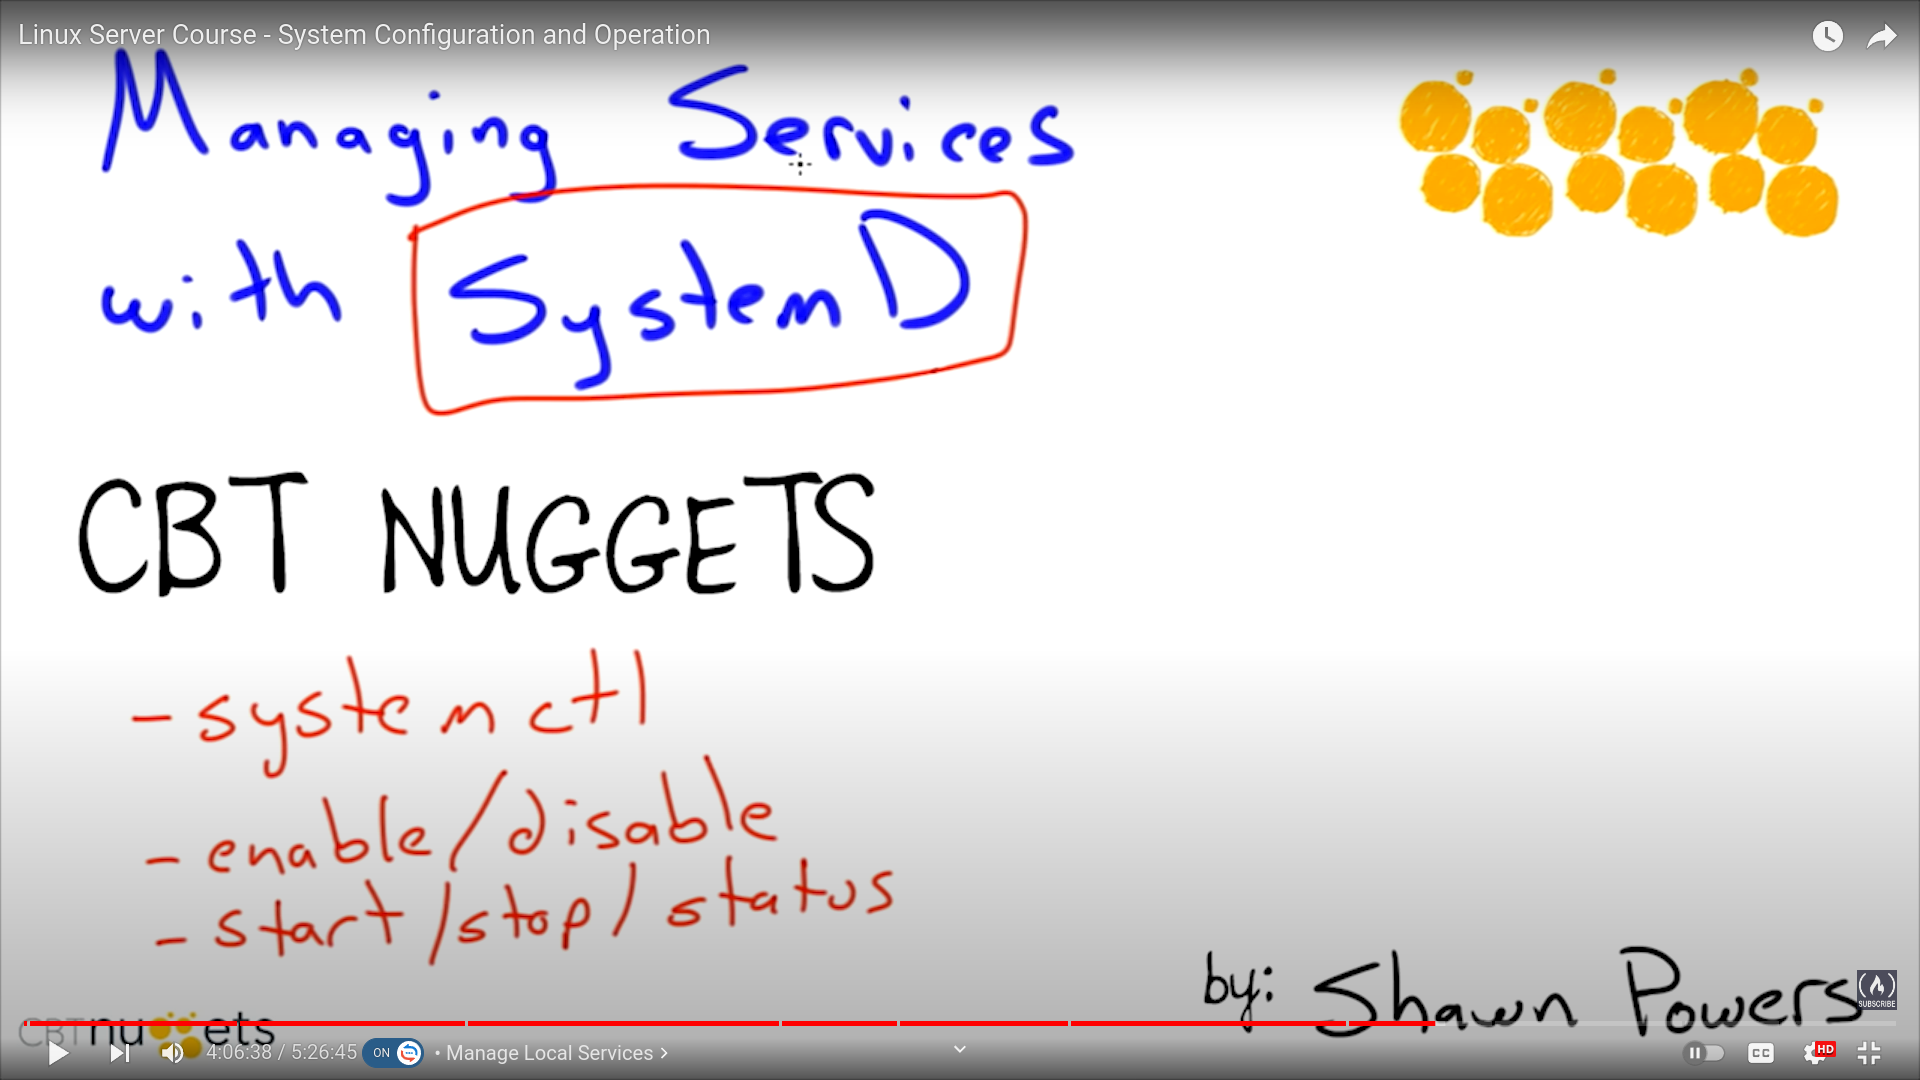 Linux Server Course - System Configuration and Operation
Managing Services
with SystemD
CBT NUGGETS
- systemctl
- enable/disable
- start/stop/status
by: Shawn Powers
SUBSCRIBE
CBTnuggets
4:06:38 / 5:26:45 ON • Manage Local Services >
CC HD